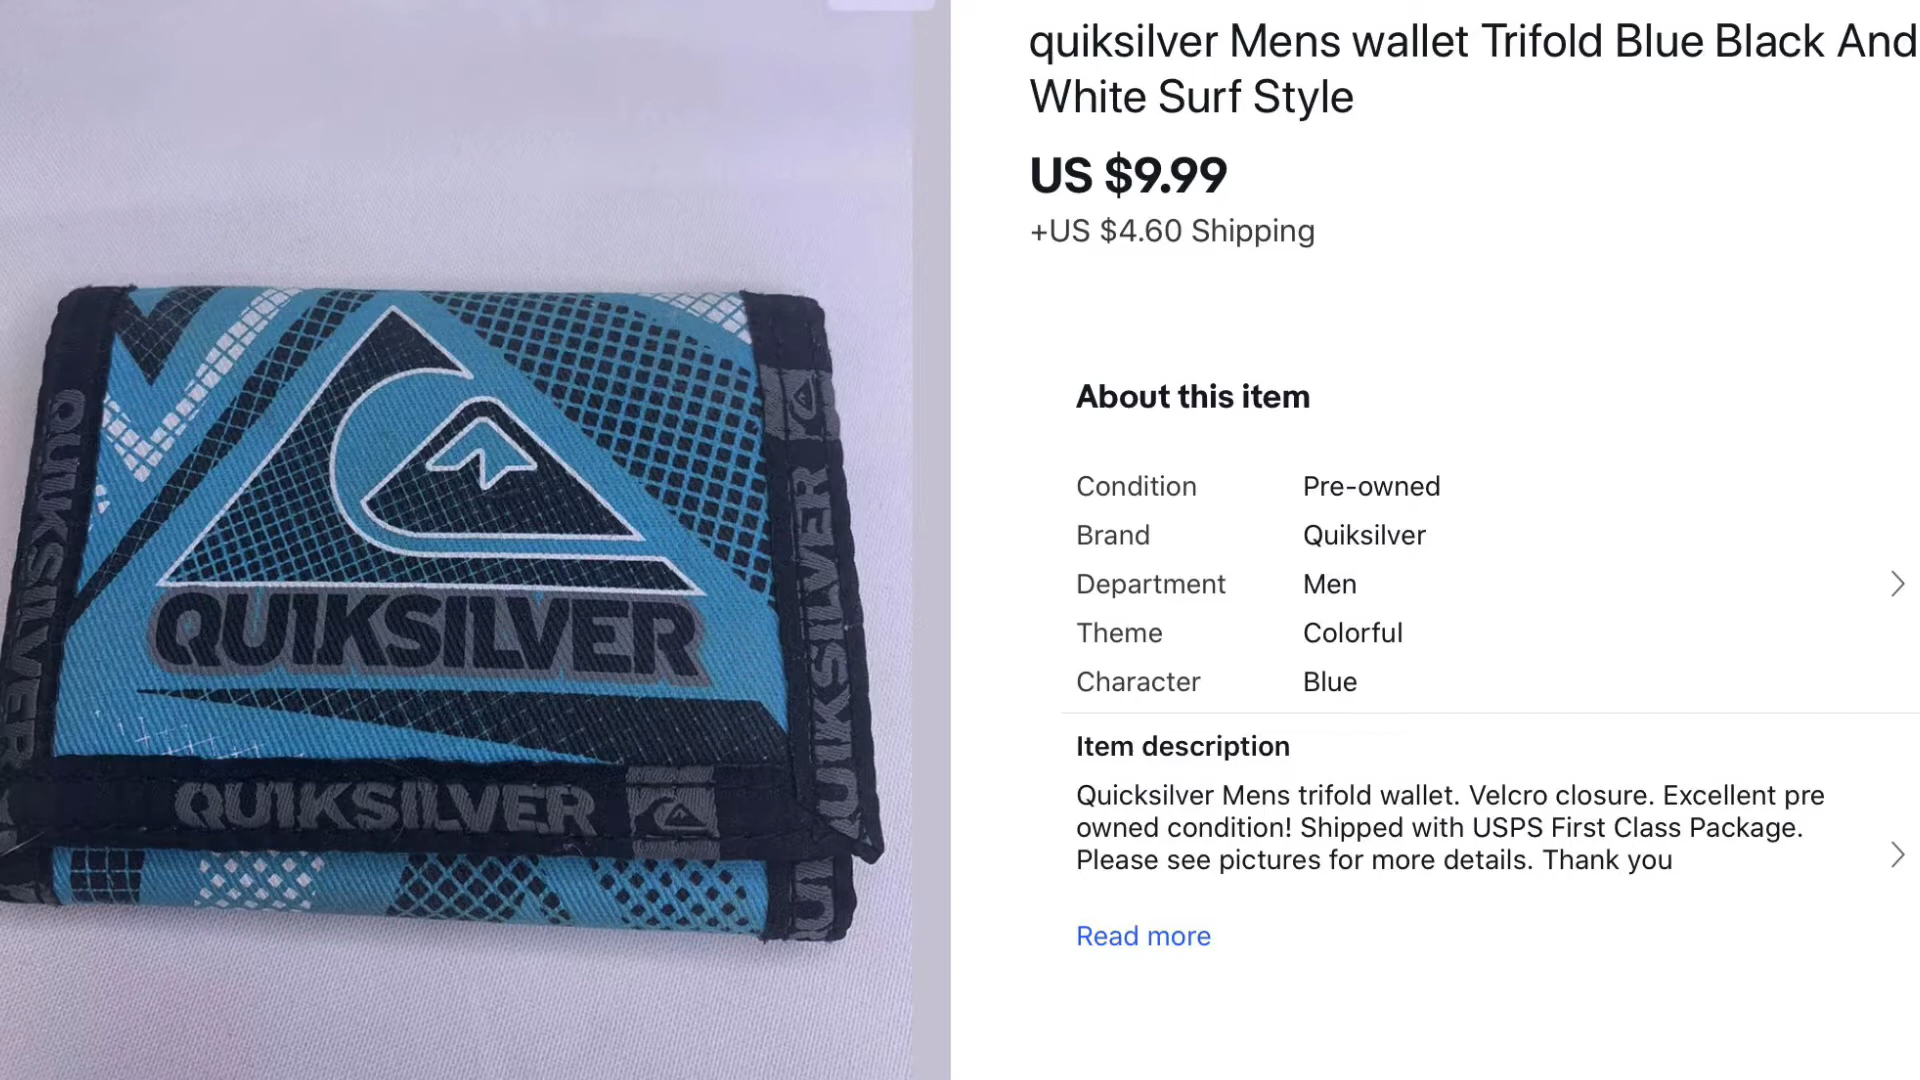 QUIKSILVER
QUIKSILVER
QUIKSILVER
QUIKSILVER
QUIKSILVER
QUI
quiksilver Mens wallet Trifold Blue Black And
White Surf Style
US $9.99
+US $4.60 Shipping
About this item
Condition Pre-owned
Brand Quiksilver
Department Men
Theme Colorful
Character Blue
Item description
Quicksilver Mens trifold wallet. Velcro closure. Excellent pre
owned condition! Shipped with USPS First Class Package.
Please see pictures for more details. Thank you
Read more